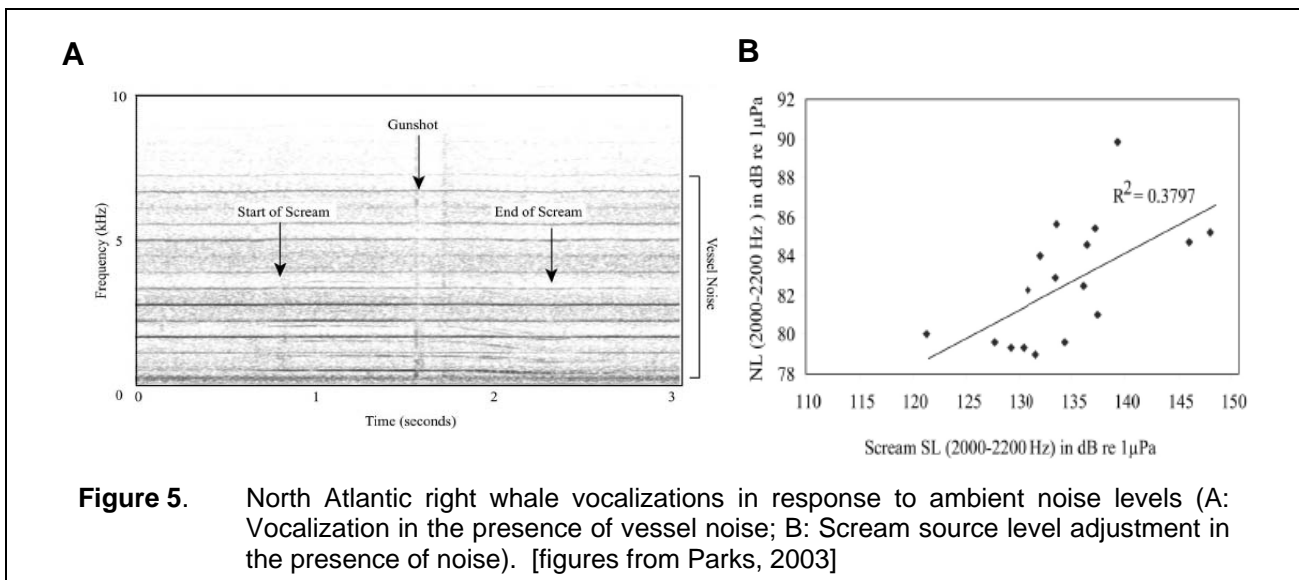 A
10
5
0
Frequency (kHz)
Gunshot
Start of Scream
End of Scream
Vessel Noise
0
1
2
3
Time (seconds)
B
92
90
88
86
84
82
80
78
NL (2000-2200 Hz ) in dB re 1µPa
R² = 0.3797
110 115 120 125 130 135 140 145 150
Scream SL (2000-2200 Hz) in dB re 1µPa
Figure 5. North Atlantic right whale vocalizations in response to ambient noise levels (A:
Vocalization in the presence of vessel noise; B: Scream source level adjustment in
the presence of noise). [figures from Parks, 2003]